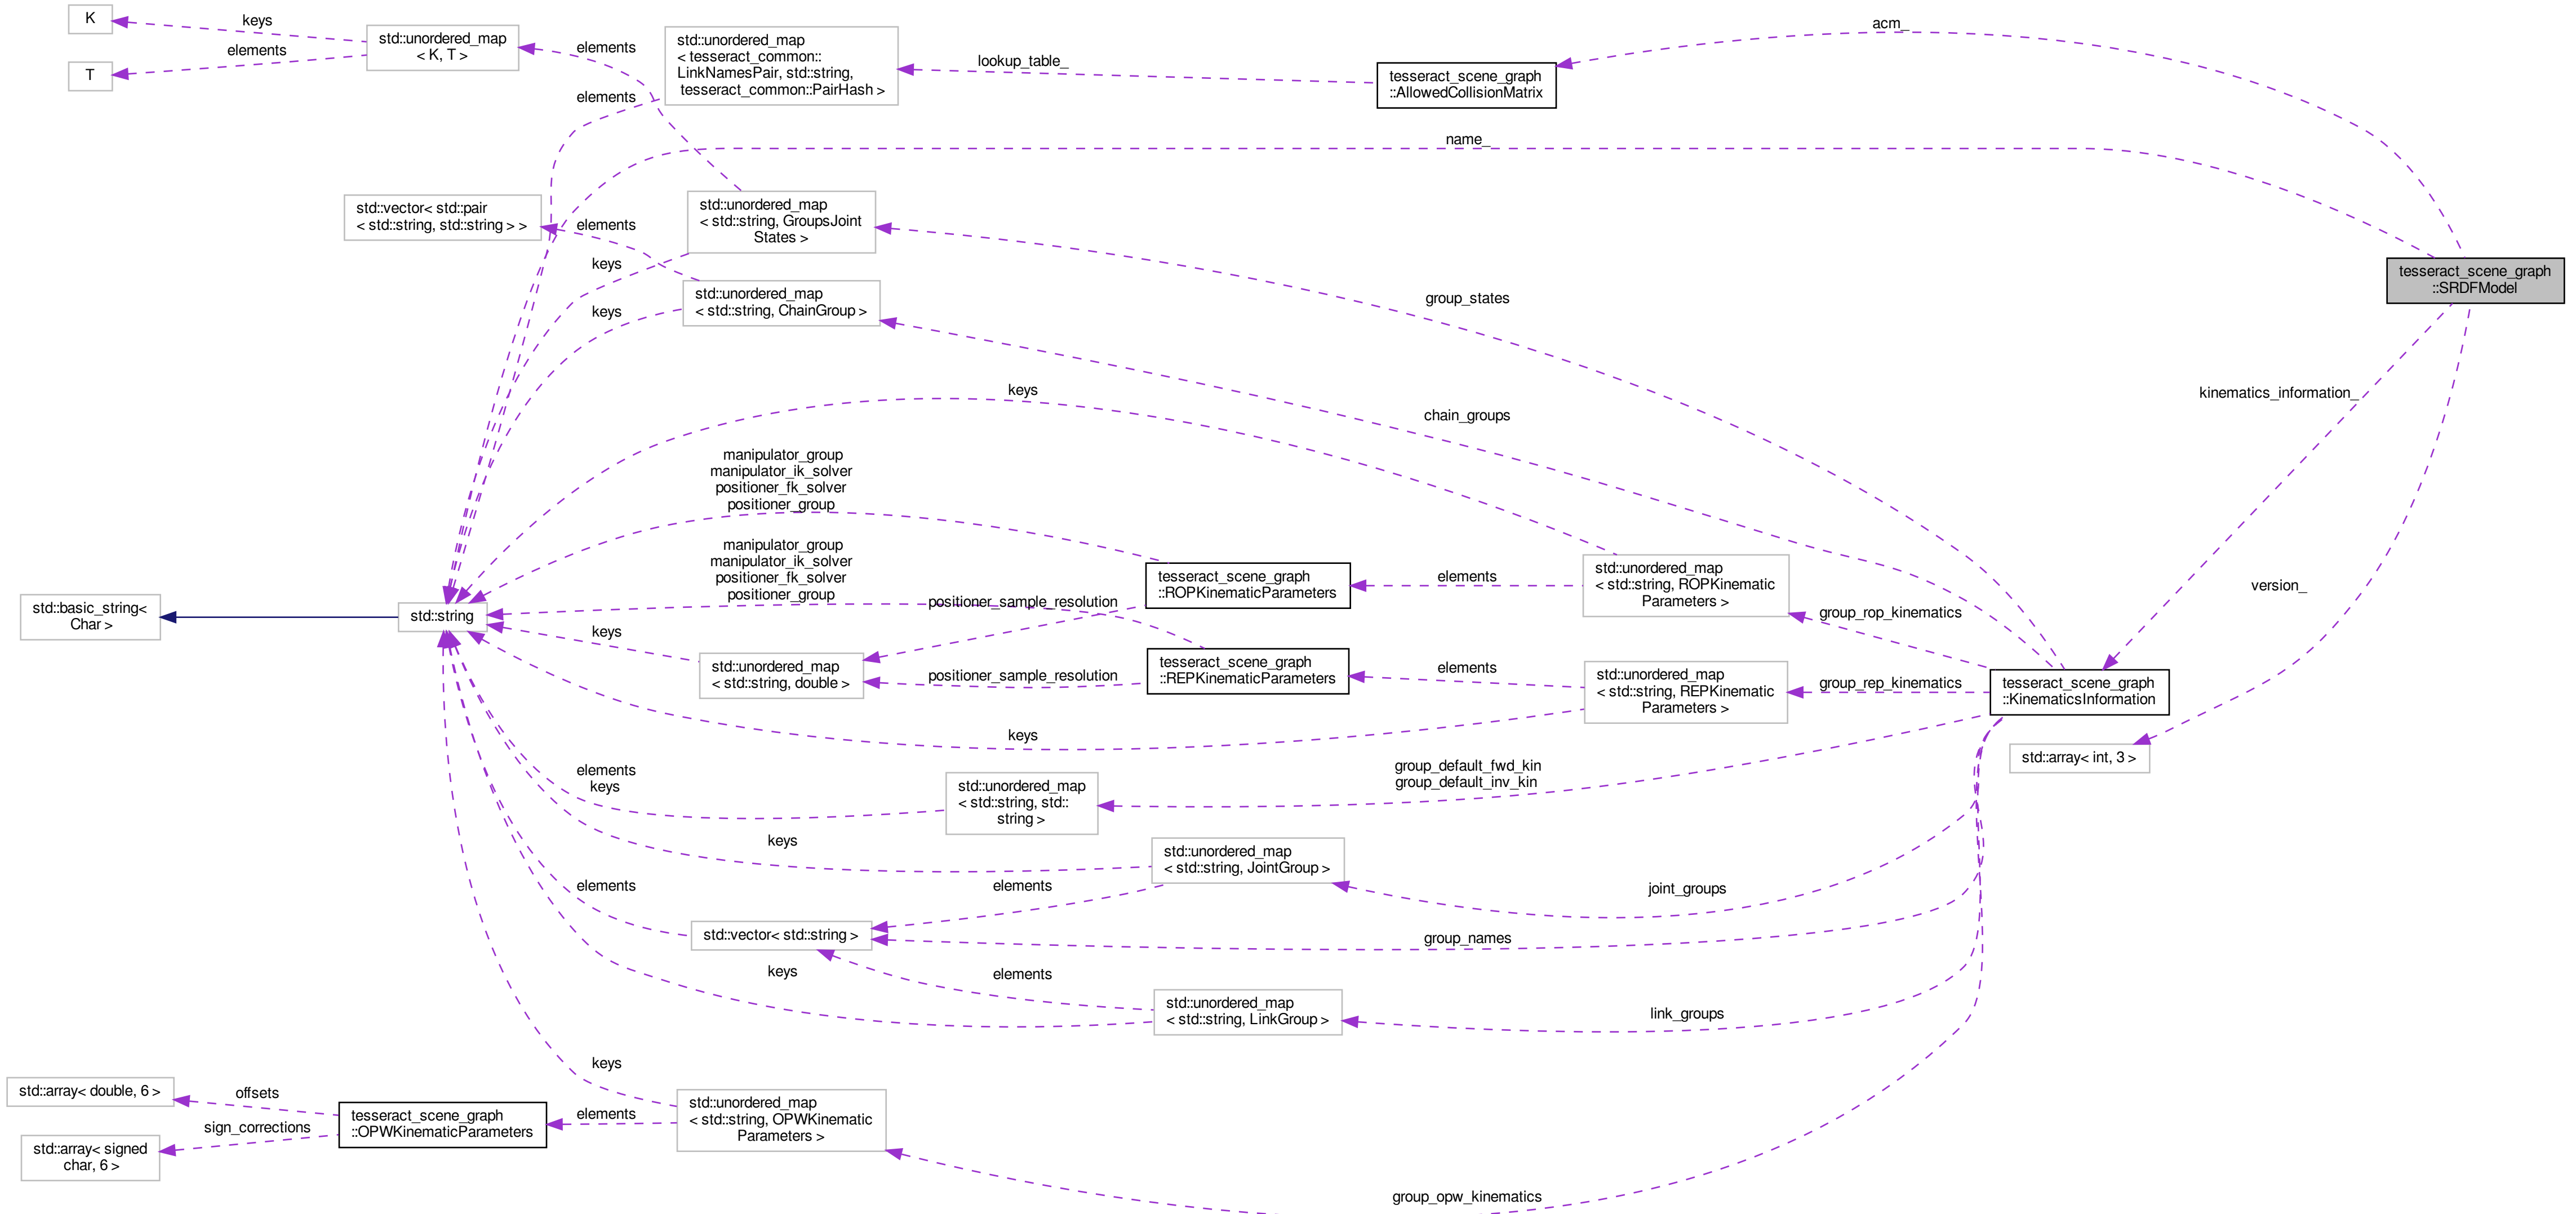 K
keys
T
elements
std::unordered_map
< K, T >
elements
std::unordered_map
< tesseract_common::
LinkNamesPair, std::string,
tesseract_common::PairHash >
elements
lookup_table_
tesseract_scene_graph
::AllowedCollisionMatrix
acm_
name_
std::vector< std::pair
< std::string, std::string > >
elements
std::unordered_map
< std::string, GroupsJoint
States >
keys
std::unordered_map
< std::string, ChainGroup >
keys
group_states
tesseract_scene_graph
::SRDFModel
keys
chain_groups
kinematics_information_
manipulator_group
manipulator_ik_solver
positioner_fk_solver
positioner_group
manipulator_group
manipulator_ik_solver
positioner_fk_solver
positioner_group
tesseract_scene_graph
::ROPKinematicParameters
elements
std::unordered_map
< std::string, ROPKinematic
Parameters >
version_
std::basic_string<
Char >
std::string
positioner_sample_resolution
group_rop_kinematics
keys
std::unordered_map
< std::string, double >
positioner_sample_resolution
tesseract_scene_graph
::REPKinematicParameters
elements
std::unordered_map
< std::string, REPKinematic
Parameters >
group_rep_kinematics
tesseract_scene_graph
::KinematicsInformation
keys
std::array< int, 3 >
elements
keys
std::unordered_map
< std::string, std::
string >
group_default_fwd_kin
group_default_inv_kin
keys
std::unordered_map
< std::string, JointGroup >
elements
elements
joint_groups
std::vector< std::string >
group_names
keys
elements
std::unordered_map
< std::string, LinkGroup >
link_groups
keys
std::array< double, 6 >
offsets
tesseract_scene_graph
::OPWKinematicParameters
elements
std::unordered_map
< std::string, OPWKinematic
Parameters >
sign_corrections
std::array< signed
char, 6 >
group_opw_kinematics